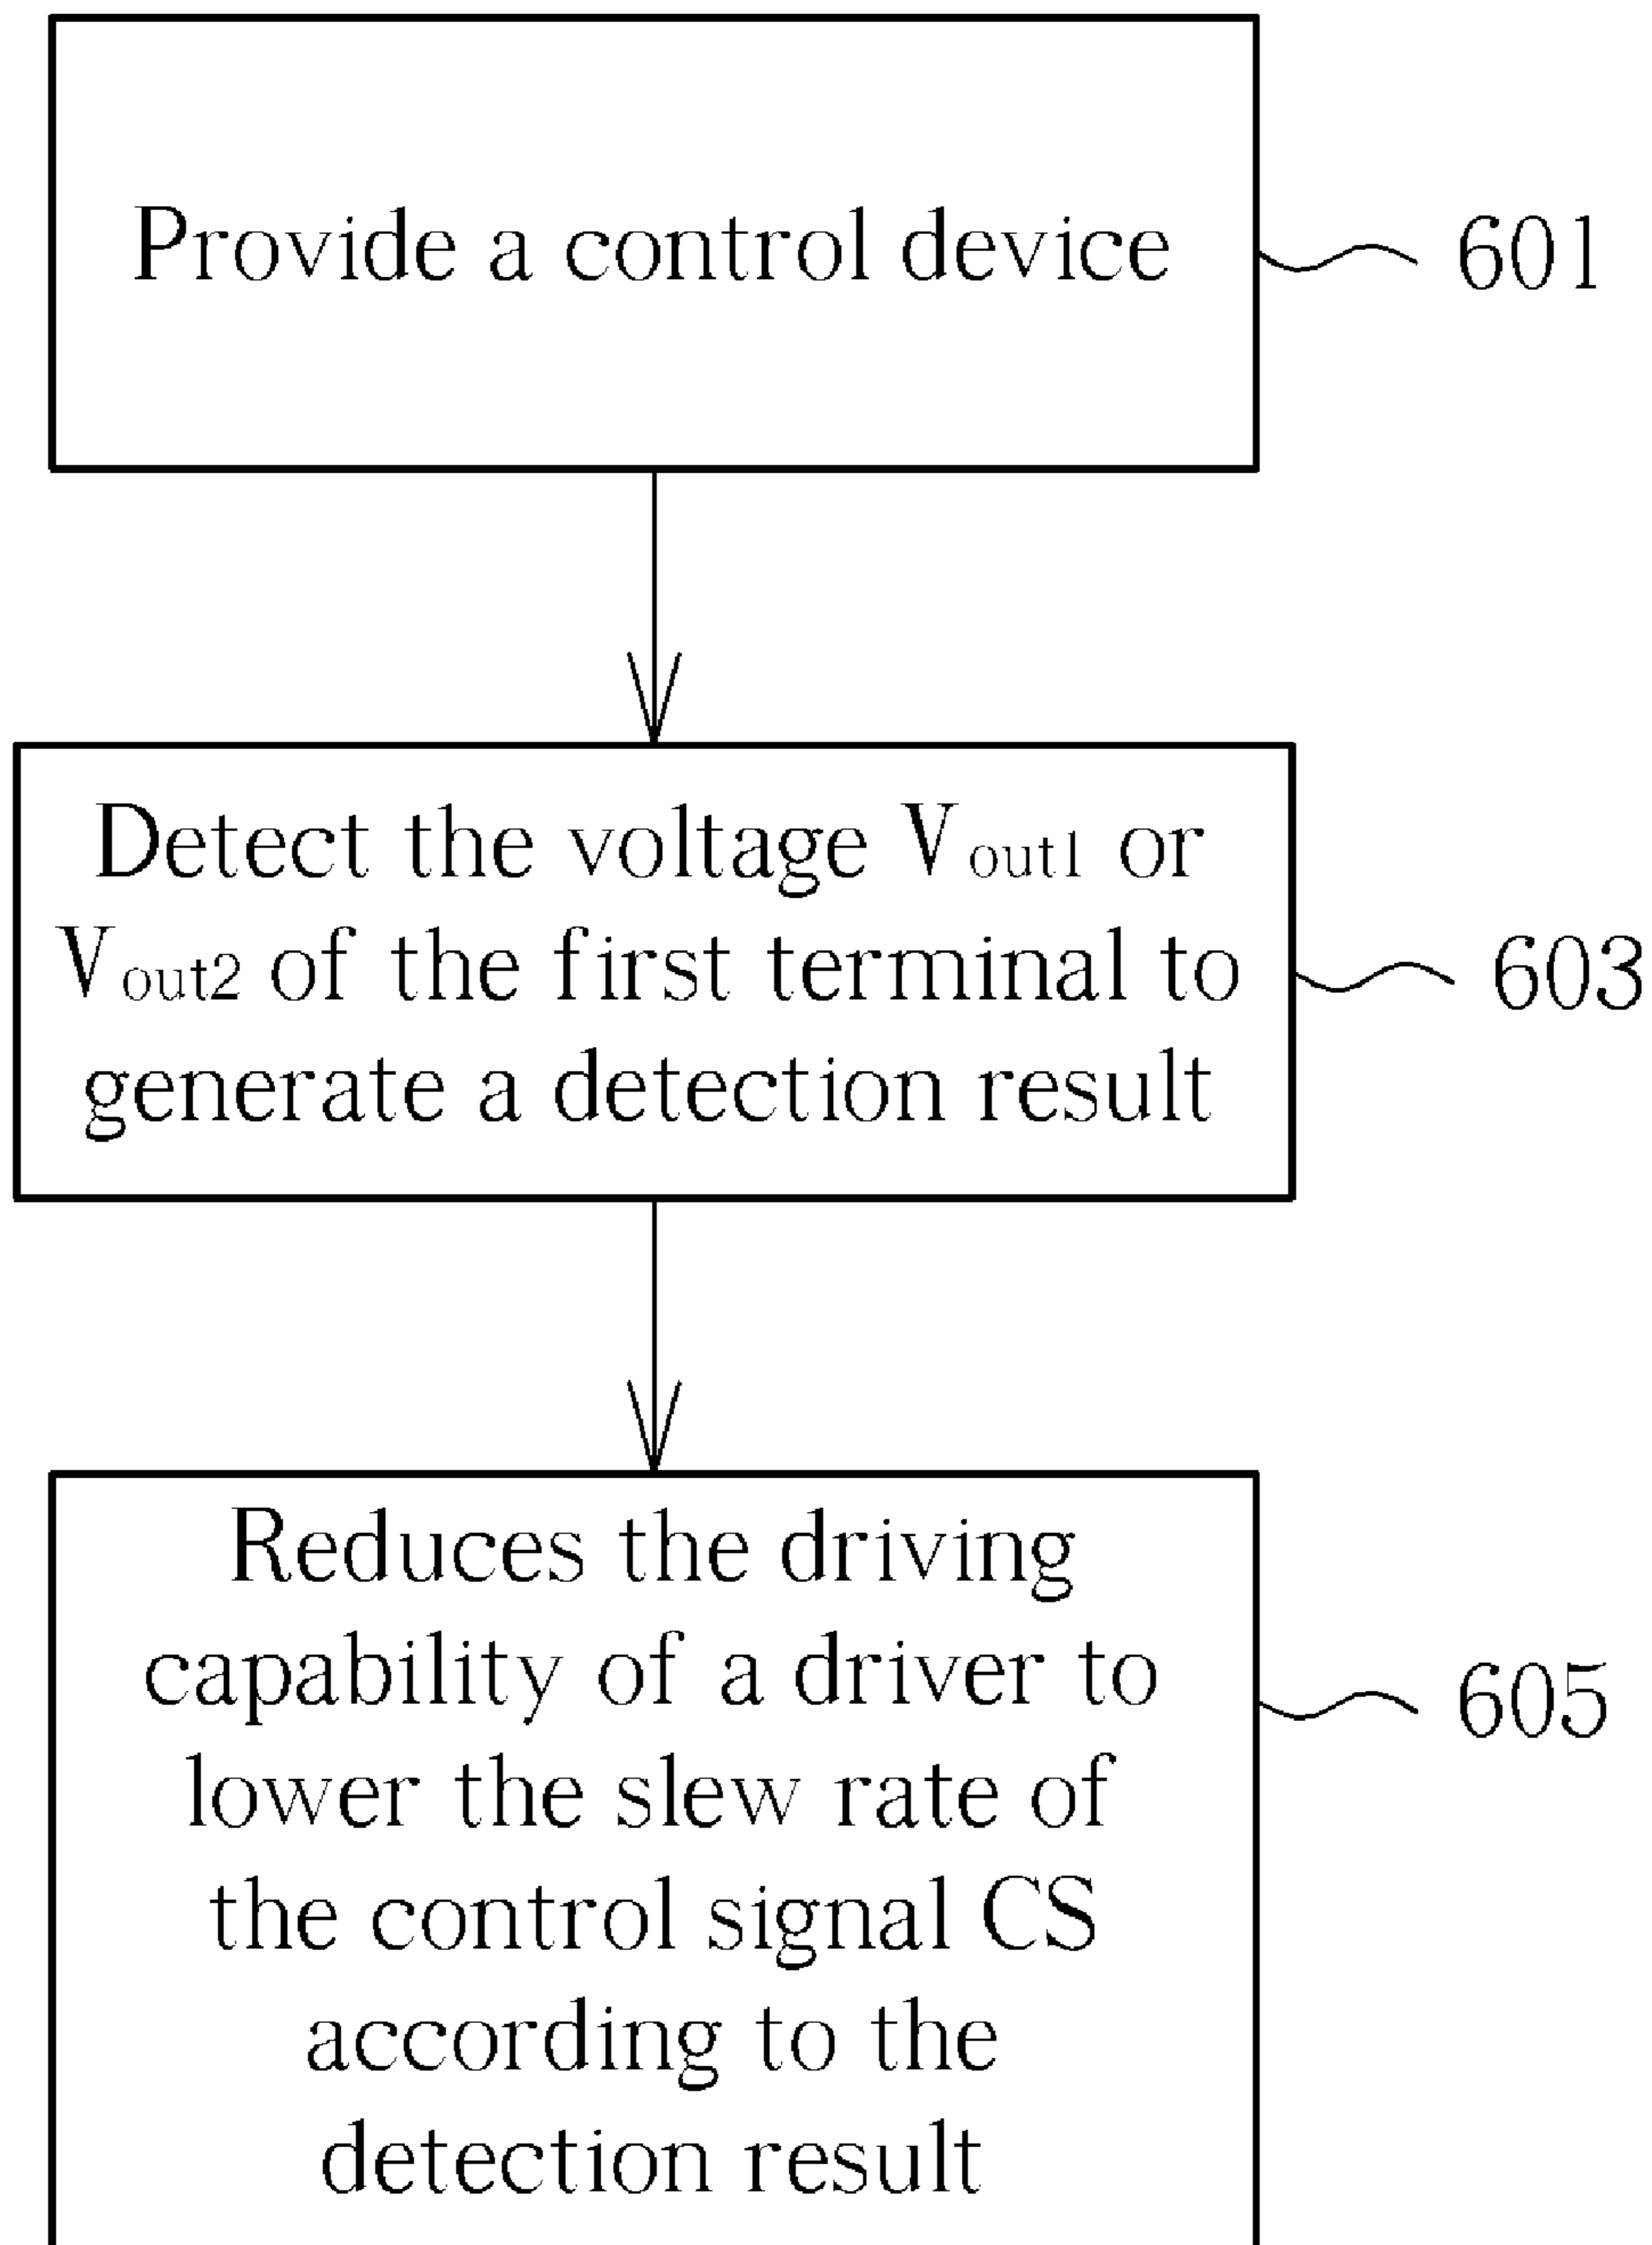 Provide a control device
601
Detect the voltage Vout1 or
Vout2 of the first terminal to
generate a detection result
603
Reduces the driving
capability of a driver to
lower the slew rate of
the control signal CS
according to the
detection result
605